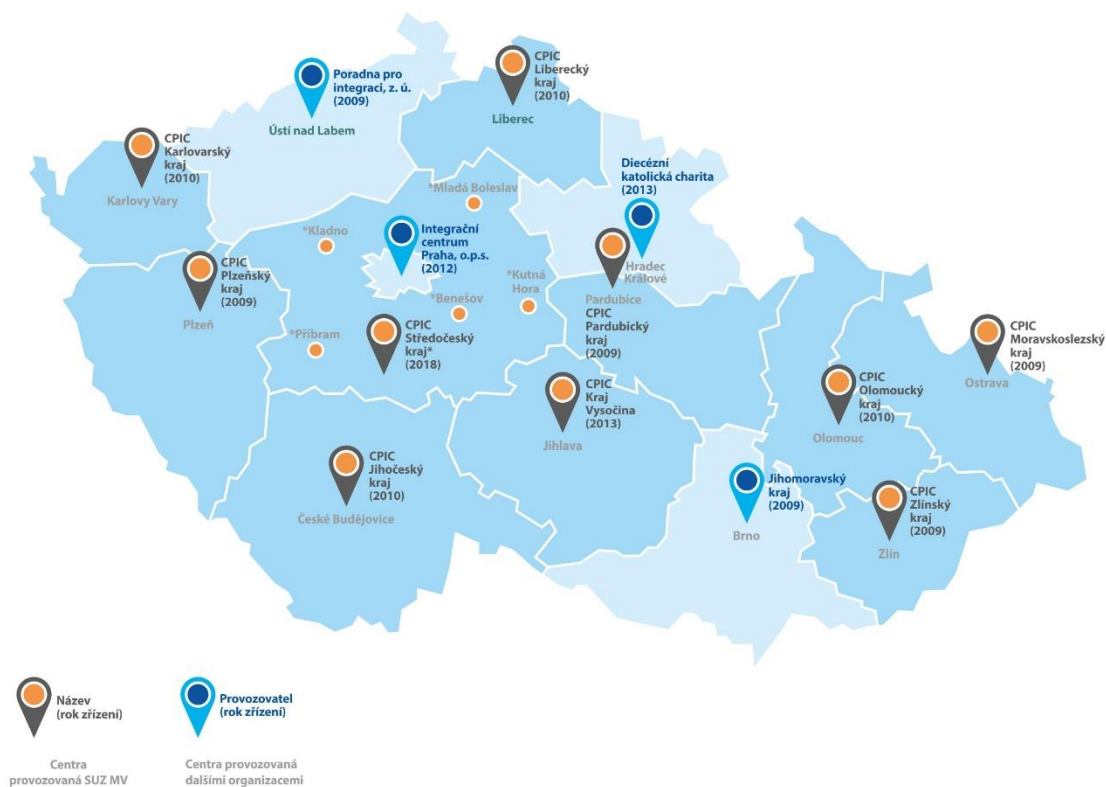 CPIC
Liberecký
kraj
(2010)
Liberec
Poradna pro
integraci, z. ú.
(2009)
Ústí nad Labem
CPIC
Karlovarský
kraj
(2010)
Karlovy Vary
Diecézní
katolická charita
(2013)
Hradec
Králové
*Mladá Boleslav
*Kladno
Integrační
centrum
Praha, o.p.s.
(2012)
CPIC
Plzeňský
kraj
(2009)
Plzeň
*Kutná
Hora
*Benešov
Pardubice
CPIC
Pardubický
kraj
(2009)
*Příbram
CPIC
Středočeský
kraj*
(2018)
CPIC
Moravskoslezský
kraj
(2009)
Ostrava
CPIC
Kraj
Vysočina
(2013)
Jihlava
CPIC
Olomoucký
kraj
(2010)
Olomouc
CPIC
Jihočeský
kraj
(2010)
České Budějovice
Jihomoravský
kraj
(2009)
Brno
CPIC
Zlínský
kraj
(2009)
Zlín
Název
(rok zřízení)
Centra
provozovaná SUZ MV
Provozovatel
(rok zřízení)
Centra provozovaná
dalšími organizacemi